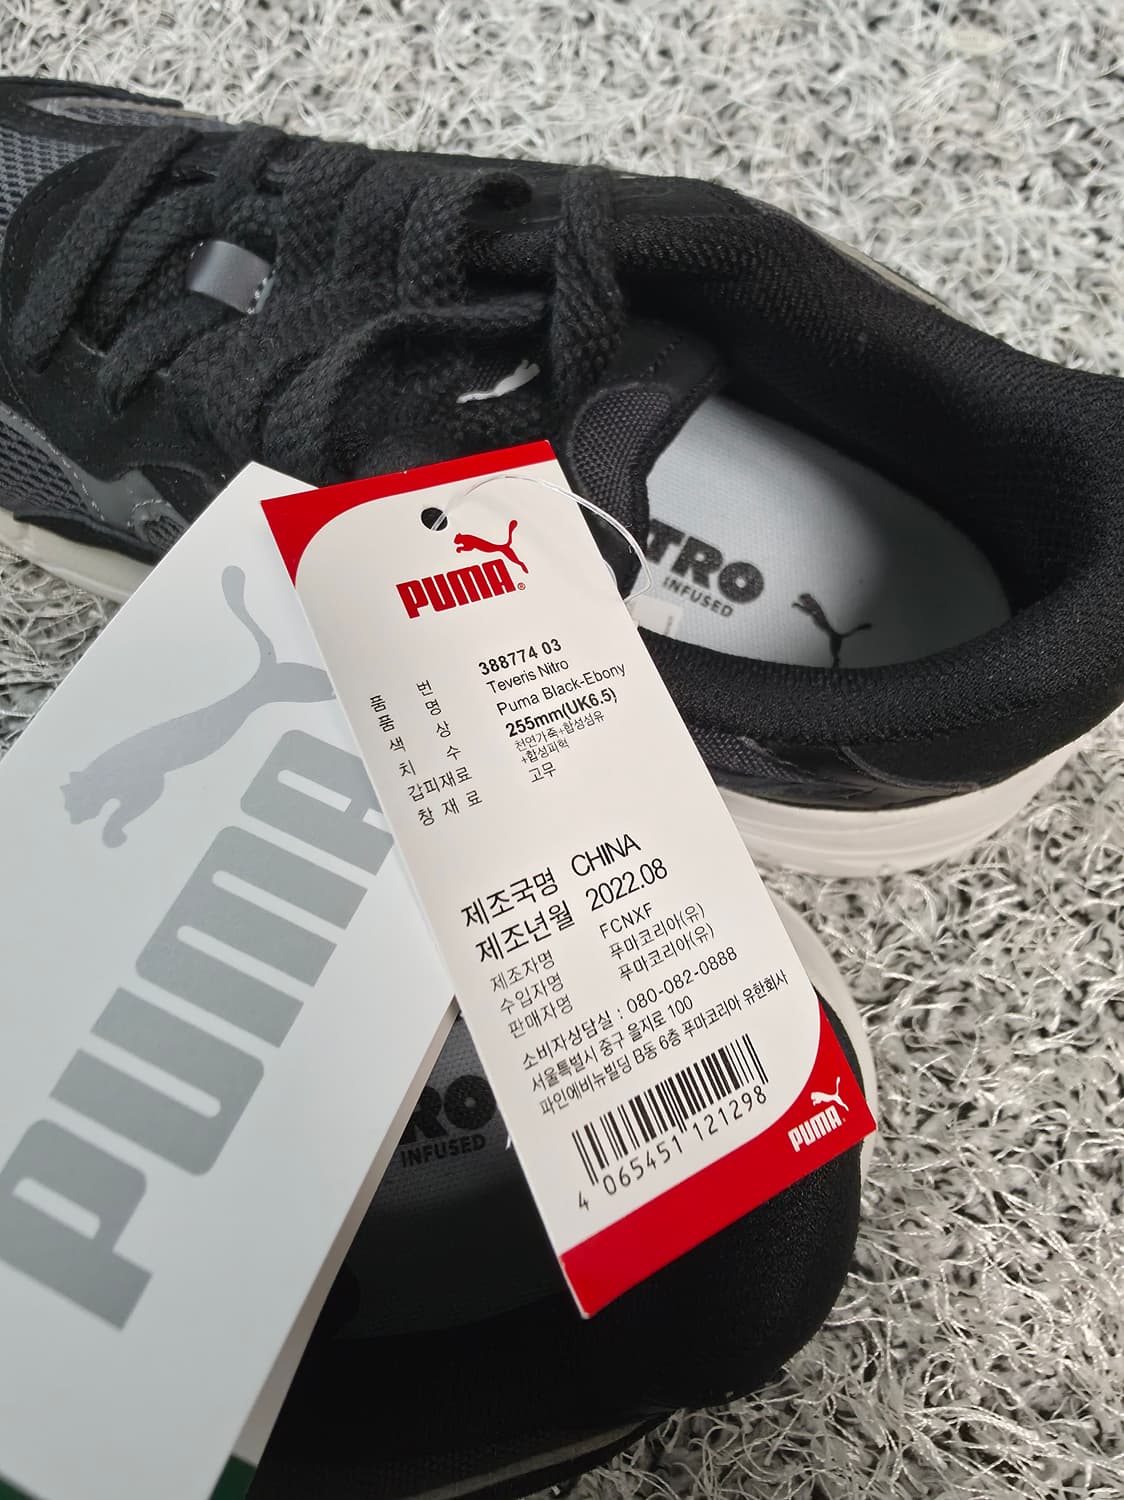 PUMA
PUMA®
품 번 388774 03
품 명 Teveris Nitro
색 상 Puma Black-Ebony
치 수 255mm(UK6.5)
갑피재료 천연가죽+합성섬유
+합성피혁
창 재 료 고무
제조국명 CHINA
제조년월 2022.08
제조자명 FCNXF
수입자명 푸마코리아(유)
판매자명 푸마코리아(유)
소비자상담실 : 080-082-0888
서울특별시 중구 을지로 100
파인에비뉴빌딩 B동 6층 푸마코리아 유한회사
4 065451 121298
PUMA
TRO
INFUSED
RO
INFUSED